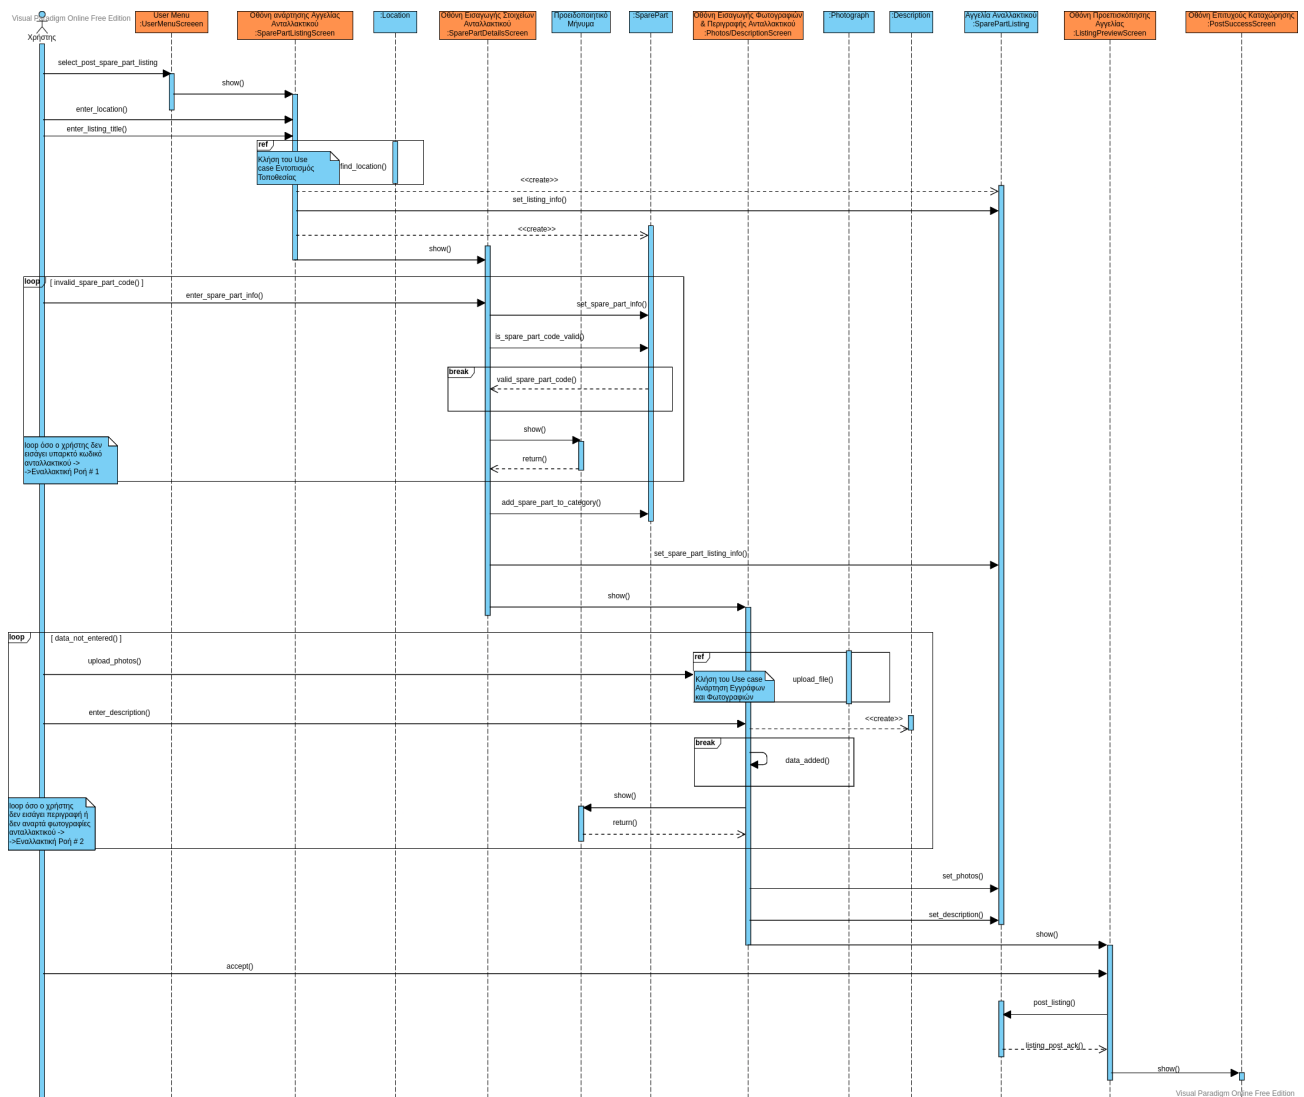 Visual Paradigm Online Free Edition
Χρήστης
User Menu
:UserMenuScreen
Οθόνη ανάρτησης Αγγελίας
Ανταλλακτικού
:SparePartListingScreen
:Location
Οθόνη Εισαγωγής Στοιχείων
Ανταλλακτικού
:SparePartDetailsScreen
Προειδοποιητικό
Μήνυμα
:SparePart
Οθόνη Εισαγωγής Φωτογραφιών
& Περιγραφής Ανταλλακτικού
:Photos/DescriptionScreen
:Photograph
:Description
Αγγελία Ανταλλακτικού
:SparePartListing
Οθόνη Προεπισκόπησης
Αγγελίας
:ListingPreviewScreen
Οθόνη Επιτυχούς Καταχώρησης
:PostSuccessScreen
select_post_spare_part_listing
show()
enter_location()
enter_listing_title()
ref
Κλήση του Use
case Εντοπισμός
Τοποθεσίας
find_location()
<<create>>
set_listing_info()
<<create>>
show()
loop
[ invalid_spare_part_code() ]
enter_spare_part_info()
set_spare_part_info()
is_spare_part_code_valid()
break
valid_spare_part_code()
show()
return()
loop όσο ο χρήστης δεν
εισάγει υπαρκτό κωδικό
ανταλλακτικού ->
->Εναλλακτική Ροή # 1
add_spare_part_to_category()
set_spare_part_listing_info()
show()
loop
[ data_not_entered() ]
upload_photos()
ref
Κλήση του Use case
Ανάρτηση Εγγράφων
και Φωτογραφιών
upload_file()
enter_description()
<<create>>
break
data_added()
show()
return()
loop όσο ο χρήστης
δεν εισάγει περιγραφή ή
δεν αναρτά φωτογραφίες
ανταλλακτικού ->
->Εναλλακτική Ροή # 2
set_photos()
set_description()
show()
accept()
post_listing()
listing_post_ack()
show()
Visual Paradigm Online Free Edition